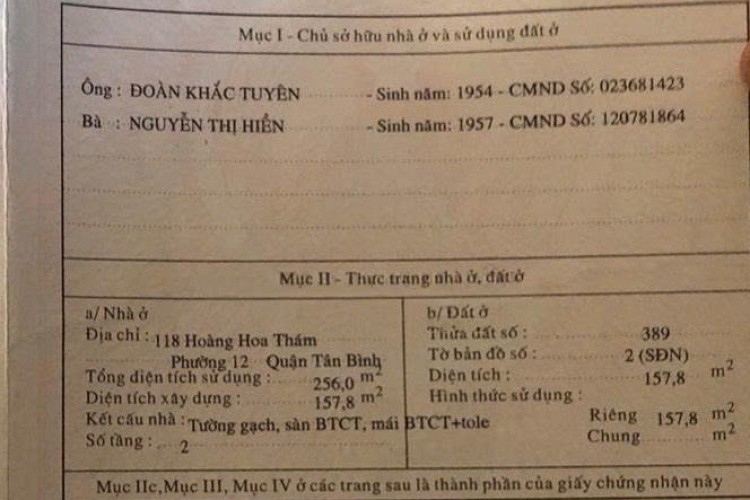 Mục I - Chủ sở hữu nhà ở và sử dụng đất ở
Ông : ĐOÀN KHẮC TUYÊN - Sinh năm: 1954 - CMND Số: 023681423
Bà : NGUYỄN THỊ HIỀN - Sinh năm: 1957 - CMND Số: 120781864
Mục II - Thực trạng nhà ở, đất ở
a/ Nhà ở
Địa chỉ : 118 Hoàng Hoa Thám
Phường 12 Quận Tân Bình
Tổng diện tích sử dụng : 256,0 m²
Diện tích xây dựng : 157,8 m²
Kết cấu nhà : Tường gạch, sàn BTCT, mái BTCT+tole
Số tầng : 2
b/ Đất ở
Thửa đất số : 389
Tờ bản đồ số : 2 (SĐN)
Diện tích : 157,8 m²
Hình thức sử dụng :
Riêng 157,8 m²
Chung m²
Mục IIc, Mục III, Mục IV ở các trang sau là thành phần của giấy chứng nhận này